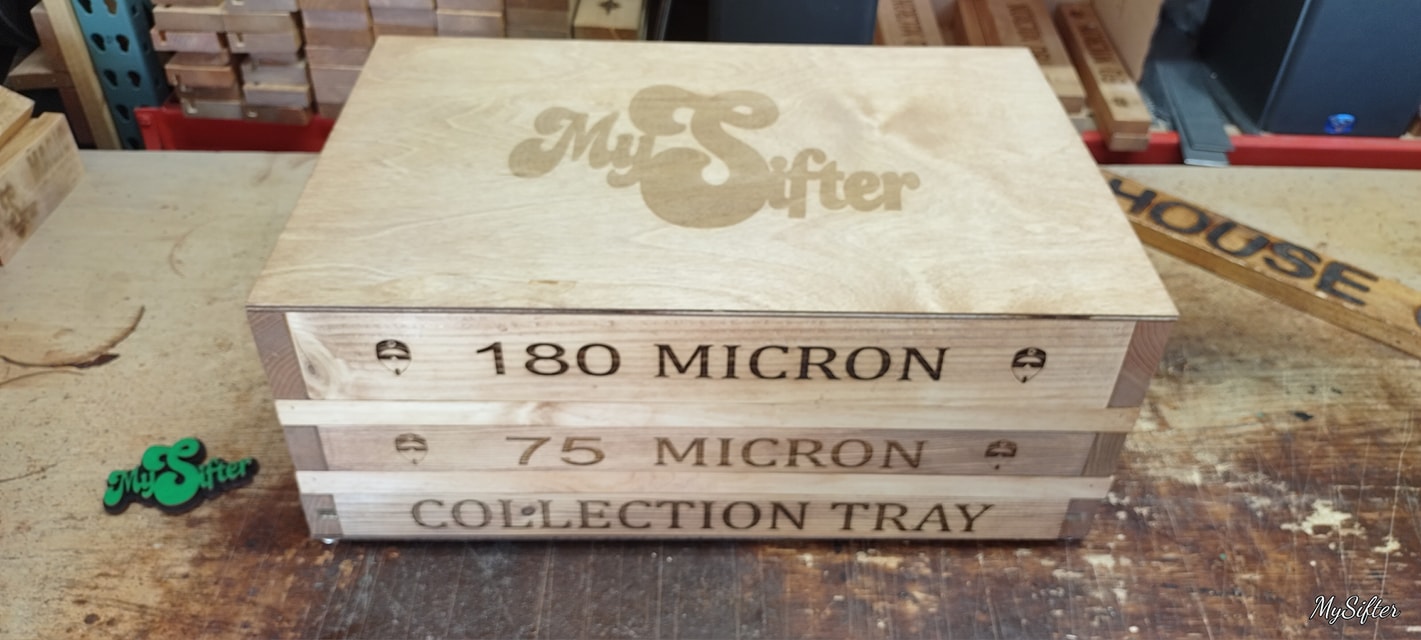 MySifter
180 MICRON
75 MICRON
COLLECTION TRAY
MySifter
HOUSE
MySifter